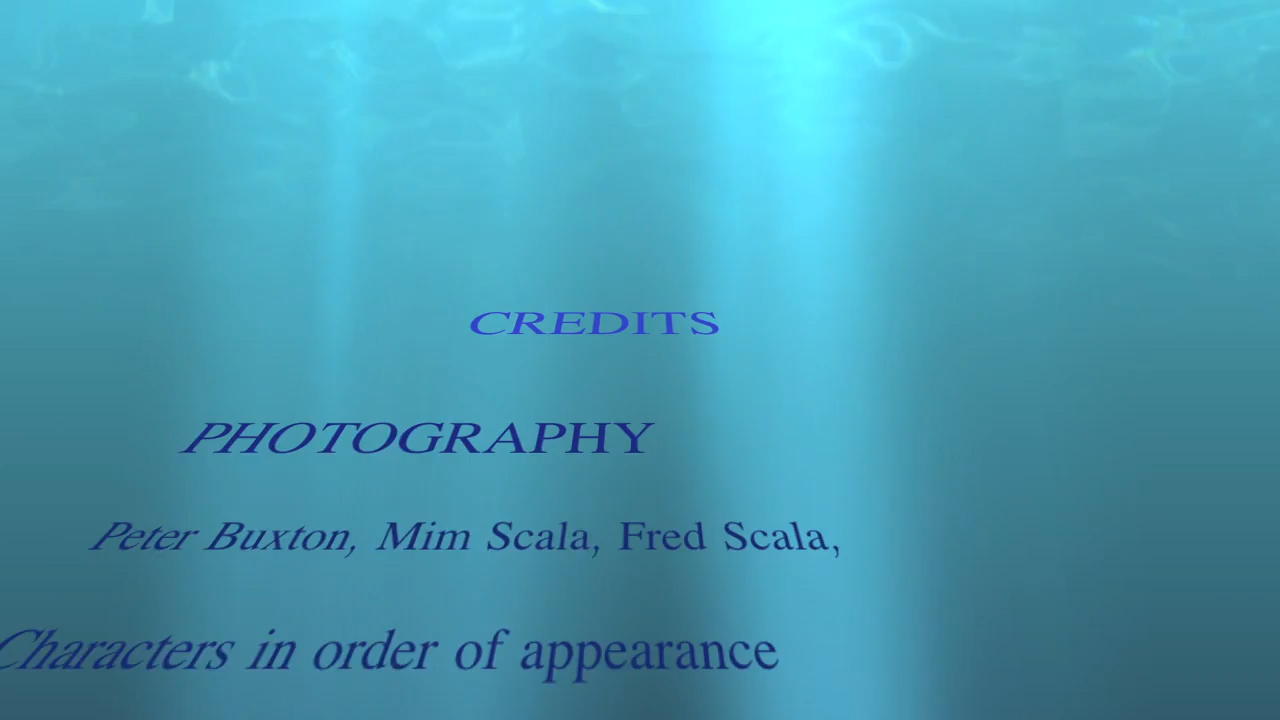 CREDITS
PHOTOGRAPHY
Peter Buxton, Mim Scala, Fred Scala,
Characters in order of appearance